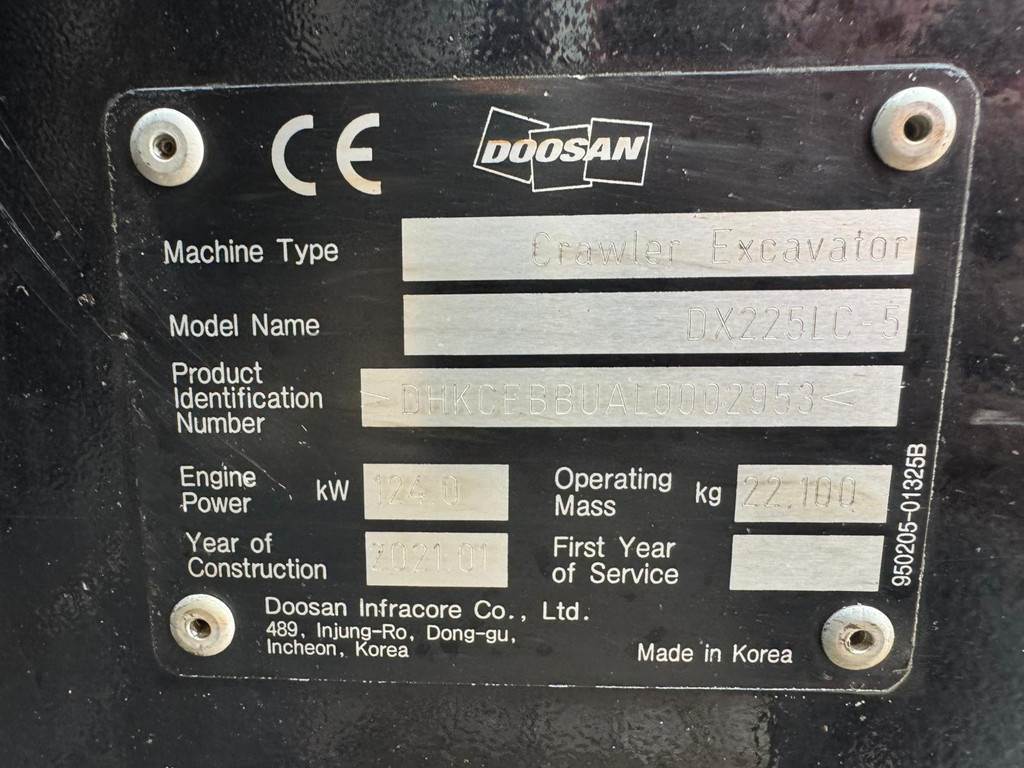 CE DOOSAN
Machine Type Crawler Excavator
Model Name DX225LC-5
Product
Identification >DHKCEBBUAL0002953<
Number
Engine
Power kW 124.0
Operating
Mass kg 22,100
Year of
Construction 2021.01
First Year
of Service
Doosan Infracore Co., Ltd.
489, Injung-Ro, Dong-gu,
Incheon, Korea
Made in Korea
950205-01325B